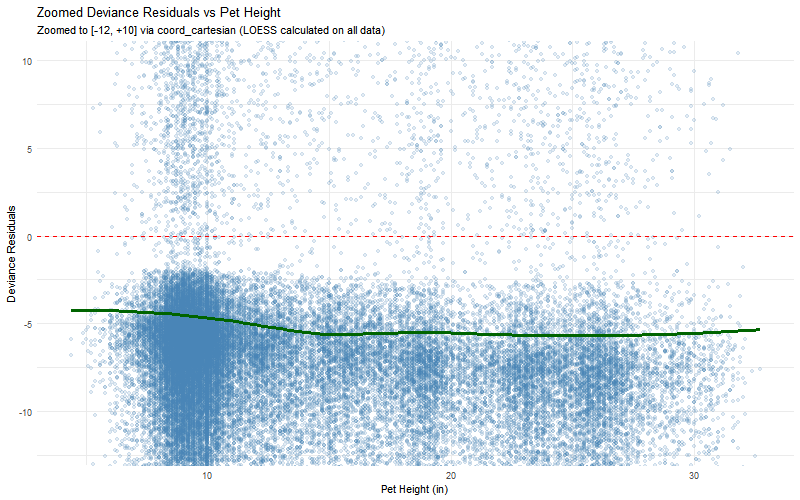 Zoomed Deviance Residuals vs Pet Height
Zoomed to [-12, +10] via coord_cartesian (LOESS calculated on all data)
Deviance Residuals
10
5
0
-5
-10
10
20
30
Pet Height (in)